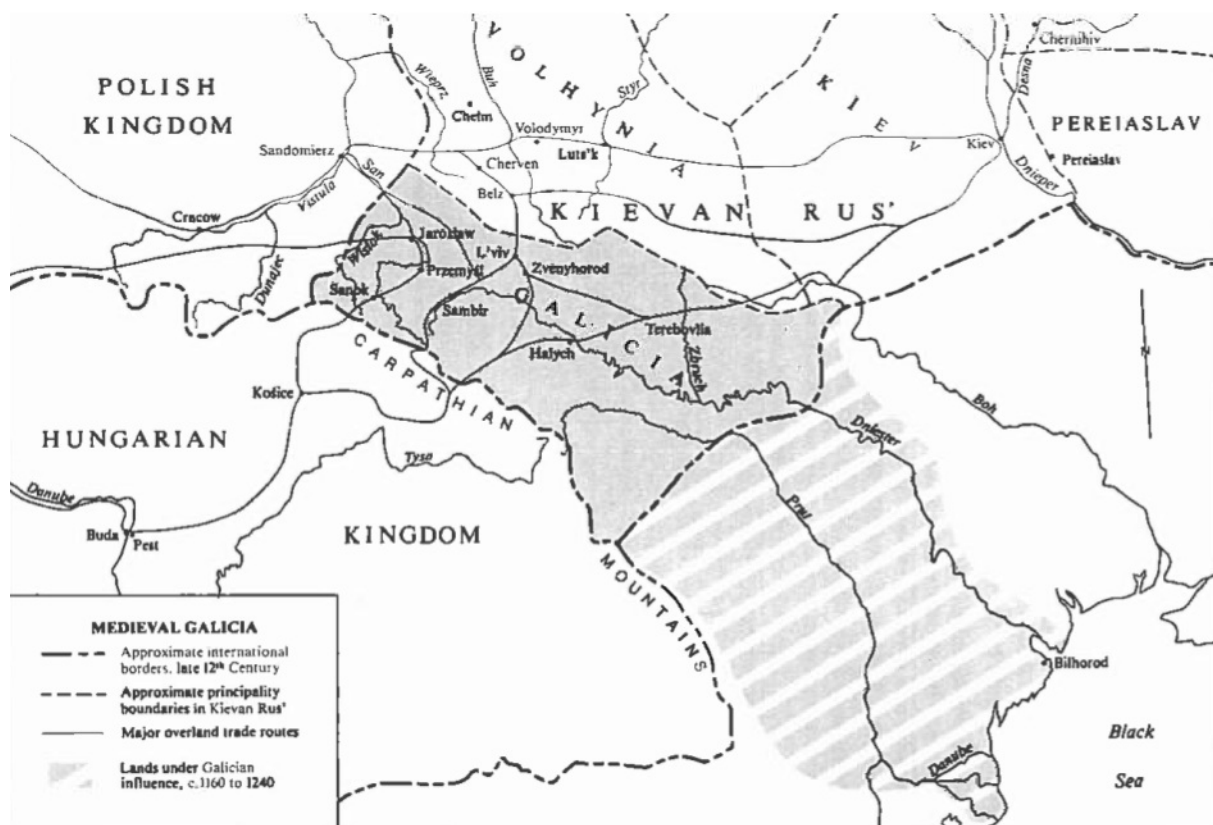 POLISH
KINGDOM
VOLHYNIA
KIEV
PEREIASLAV
KIEVAN RUS'
GALICIA
CARPATHIAN
MOUNTAINS
HUNGARIAN
KINGDOM
Chernihiv
Desna
Wieprz
Buh
Styr
Chełm
Volodymyr
Luts'k
Kiev
Pereiaslav
Dnieper
Sandomierz
San
Cherven
Vistula
Belz
Cracow
Dunajec
Wisłok
Jarosław
L'viv
Przemyśl
Zvenyhorod
Sanok
Sambir
Terebovlia
Halych
Zbruch
Košice
Tysa
Dniester
Boh
N
Danube
Buda
Pest
Prut
Bilhorod
Danube
Black
Sea
MEDIEVAL GALICIA
Approximate international
borders, late 12th Century
Approximate principality
boundaries in Kievan Rus'
Major overland trade routes
Lands under Galician
influence, c.1160 to 1240